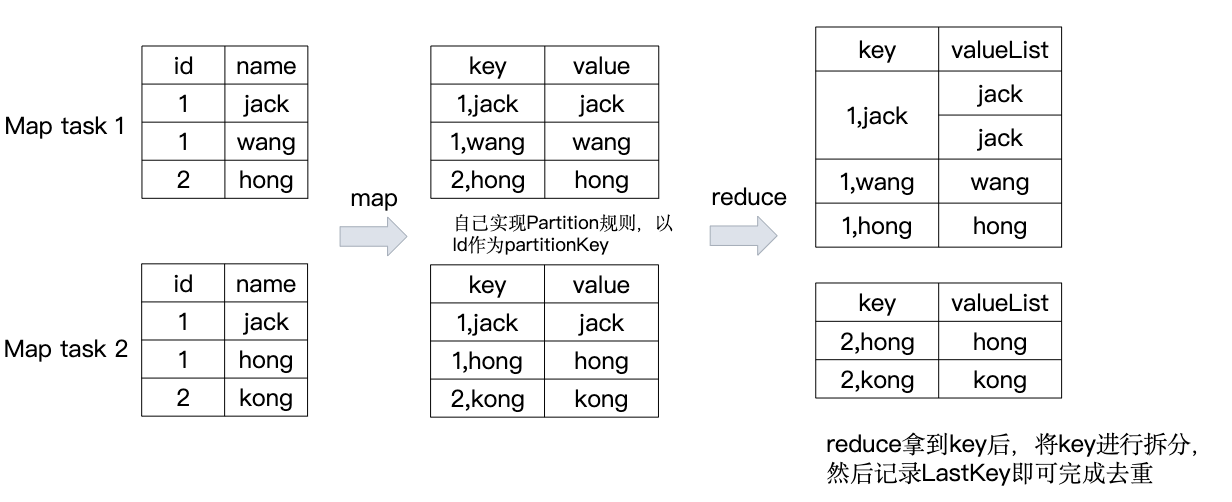 Map task 1
id name
1 jack
1 wang
2 hong
Map task 2
id name
1 jack
1 hong
2 kong
map
key value
1,jack jack
1,wang wang
2,hong hong
自己实现Partition规则，以
Id作为partitionKey
key value
1,jack jack
1,hong hong
2,kong kong
reduce
key valueList
1,jack jack
jack
1,wang wang
1,hong hong
key valueList
2,hong hong
2,kong kong
reduce拿到key后，将key进行拆分，
然后记录LastKey即可完成去重